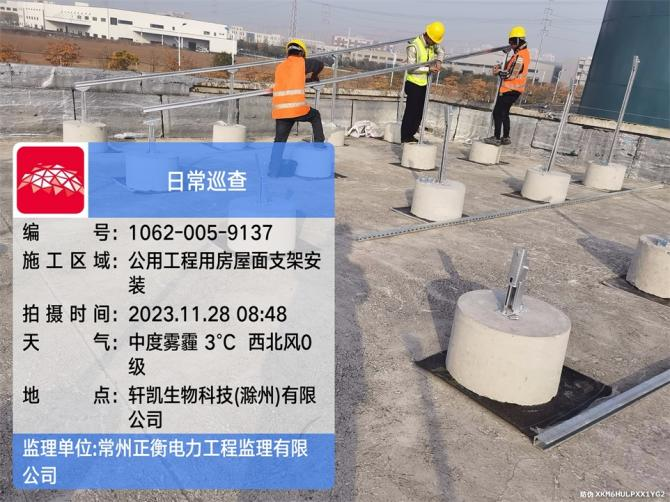 日常巡查
编号：1062-005-9137
施工区域：公用工程用房屋面支架安
装
拍摄时间：2023.11.28 08:48
天气：中度雾霾 3℃ 西北风0
级
地点：轩凯生物科技(滁州)有限
公司
监理单位:常州正衡电力工程监理有限
公司
防伪 XKM6HULPXX1YG2